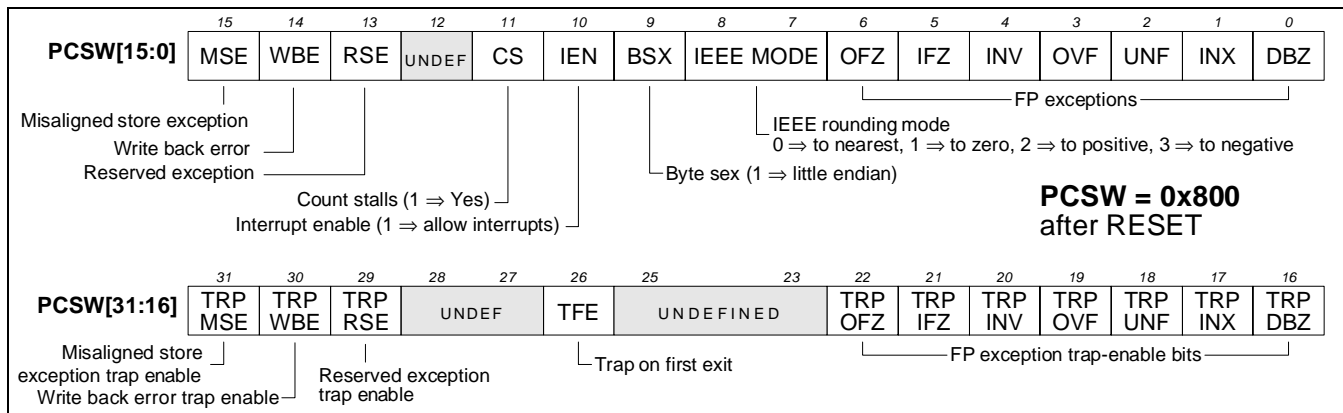 15 14 13 12 11 10 9 8 7 6 5 4 3 2 1 0
PCSW[15:0] MSE WBE RSE UNDEF CS IEN BSX IEEE MODE OFZ IFZ INV OVF UNF INX DBZ
FP exceptions
Misaligned store exception
IEEE rounding mode
Write back error
0 ⇒ to nearest, 1 ⇒ to zero, 2 ⇒ to positive, 3 ⇒ to negative
Reserved exception
Byte sex (1 ⇒ little endian)
Count stalls (1 ⇒ Yes)
Interrupt enable (1 ⇒ allow interrupts)
PCSW = 0x800
after RESET
31 30 29 28 27 26 25 23 22 21 20 19 18 17 16
PCSW[31:16] TRP MSE TRP WBE TRP RSE UNDEF TFE UNDEFINED TRP OFZ TRP IFZ TRP INV TRP OVF TRP UNF TRP INX TRP DBZ
Misaligned store
exception trap enable
Write back error trap enable
Reserved exception
trap enable
Trap on first exit
FP exception trap-enable bits